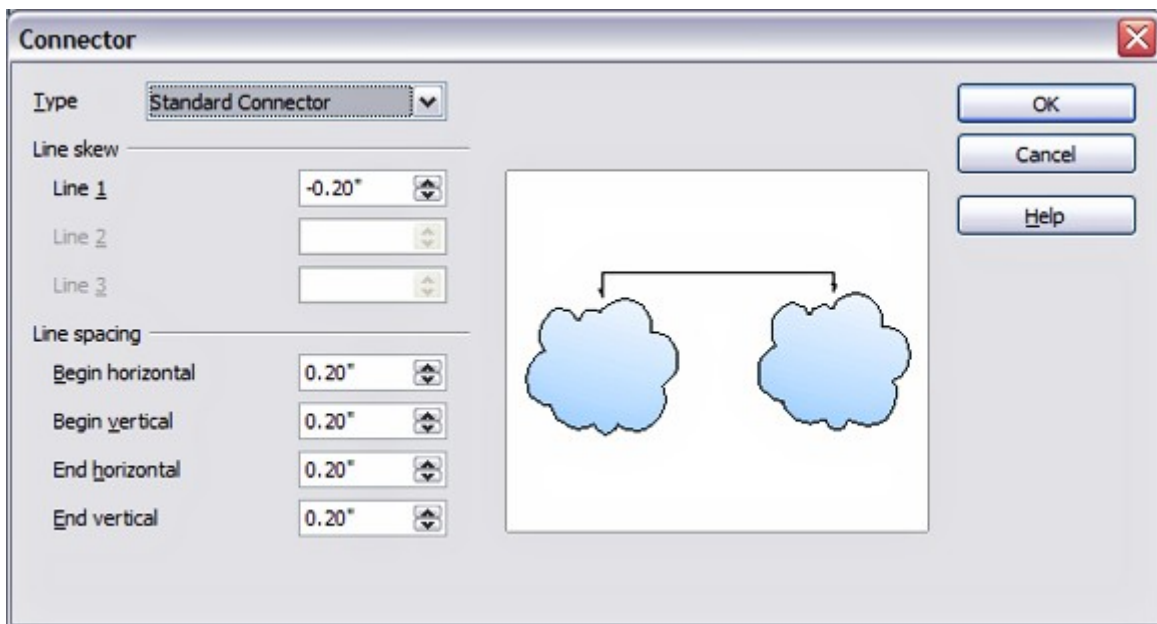 Connector
Type Standard Connector
OK
Cancel
Help
Line skew
Line 1 -0.20"
Line 2
Line 3
Line spacing
Begin horizontal 0.20"
Begin vertical 0.20"
End horizontal 0.20"
End vertical 0.20"